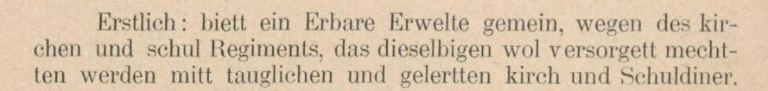 Erstlich: biett ein Erbare Erwelte gemein, wegen des kir-
chen und schul Regiments, das dieselbigen wol versorgett mecht-
ten werden mitt tauglichen und gelertten kirch und Schuldiner.